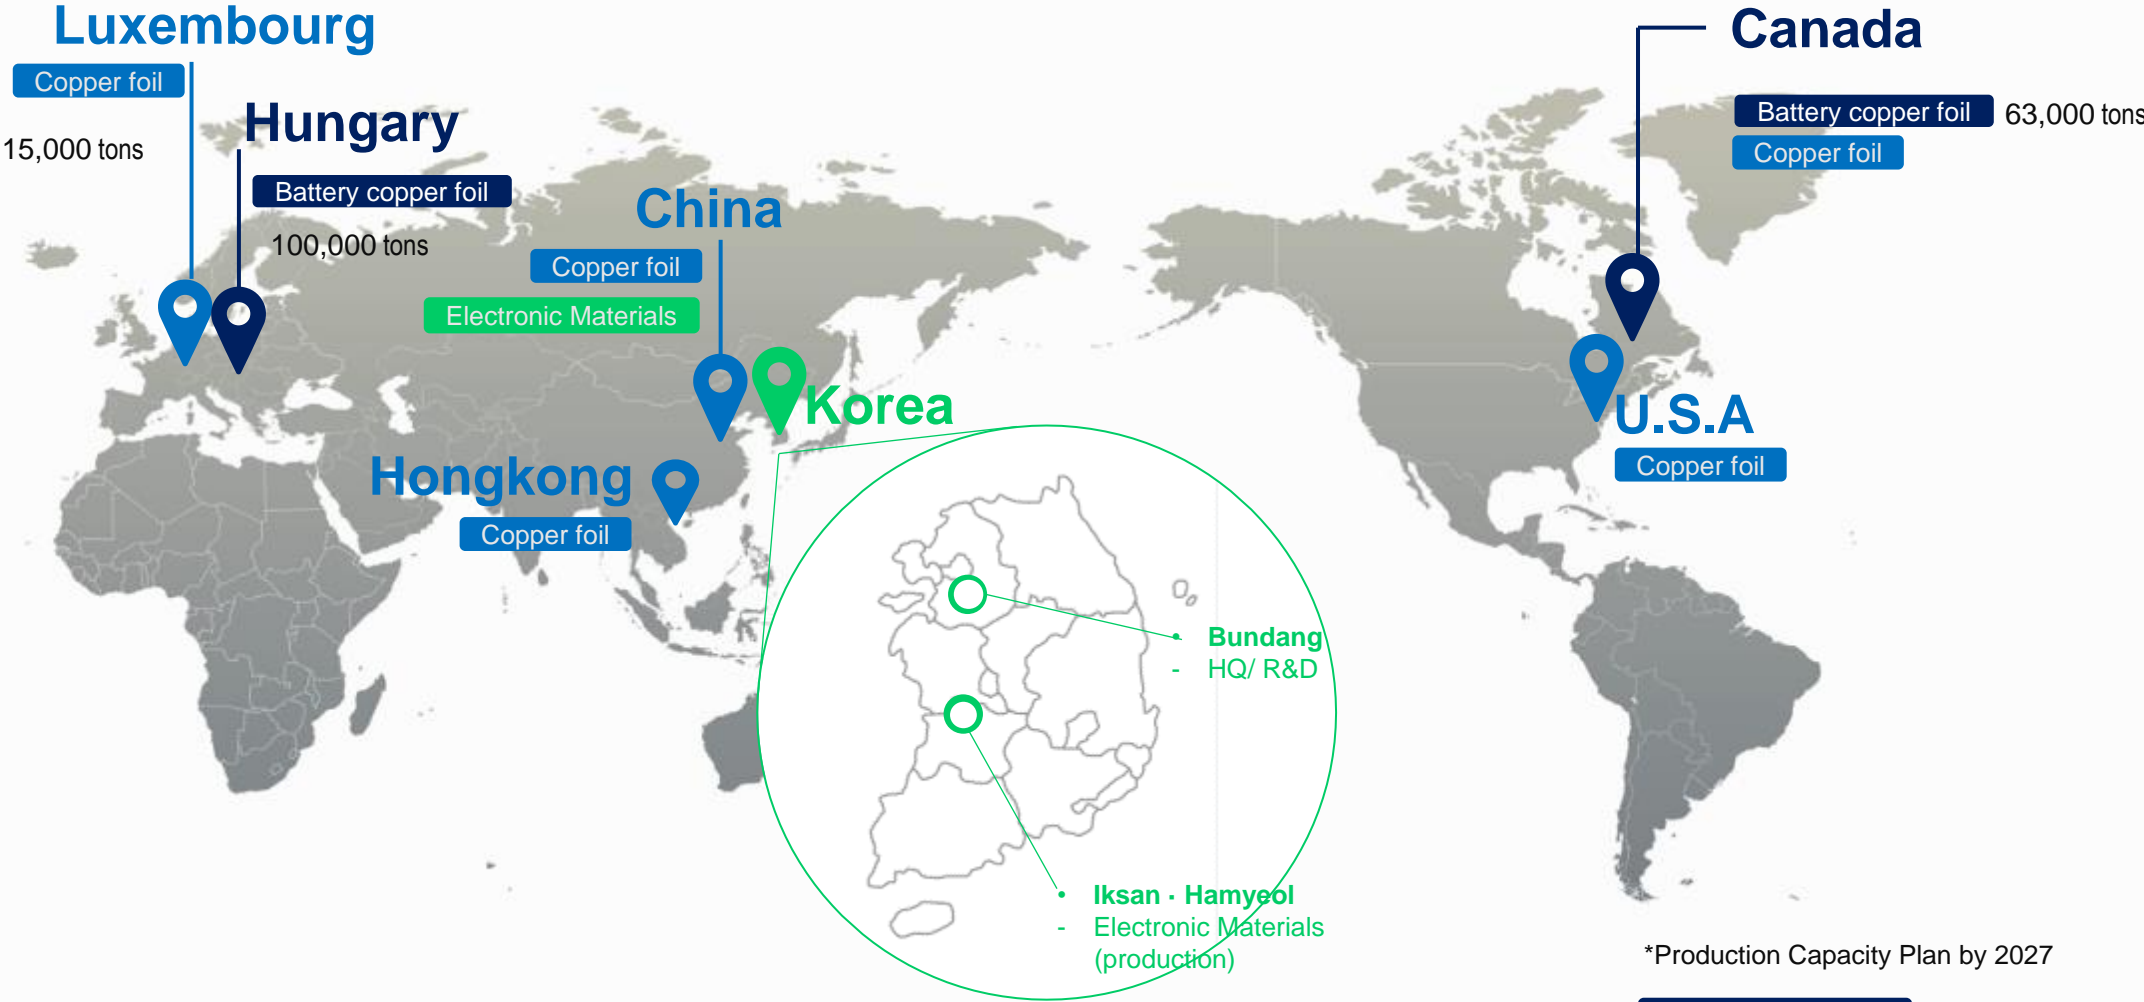 Luxembourg
Copper foil
15,000 tons
Hungary
Battery copper foil
100,000 tons
China
Copper foil
Electronic Materials
Korea
Hongkong
Copper foil
Canada
Battery copper foil 63,000 tons
Copper foil
U.S.A
Copper foil
• Bundang
- HQ/ R&D
• Iksan · Hamyeol
- Electronic Materials
(production)
*Production Capacity Plan by 2027